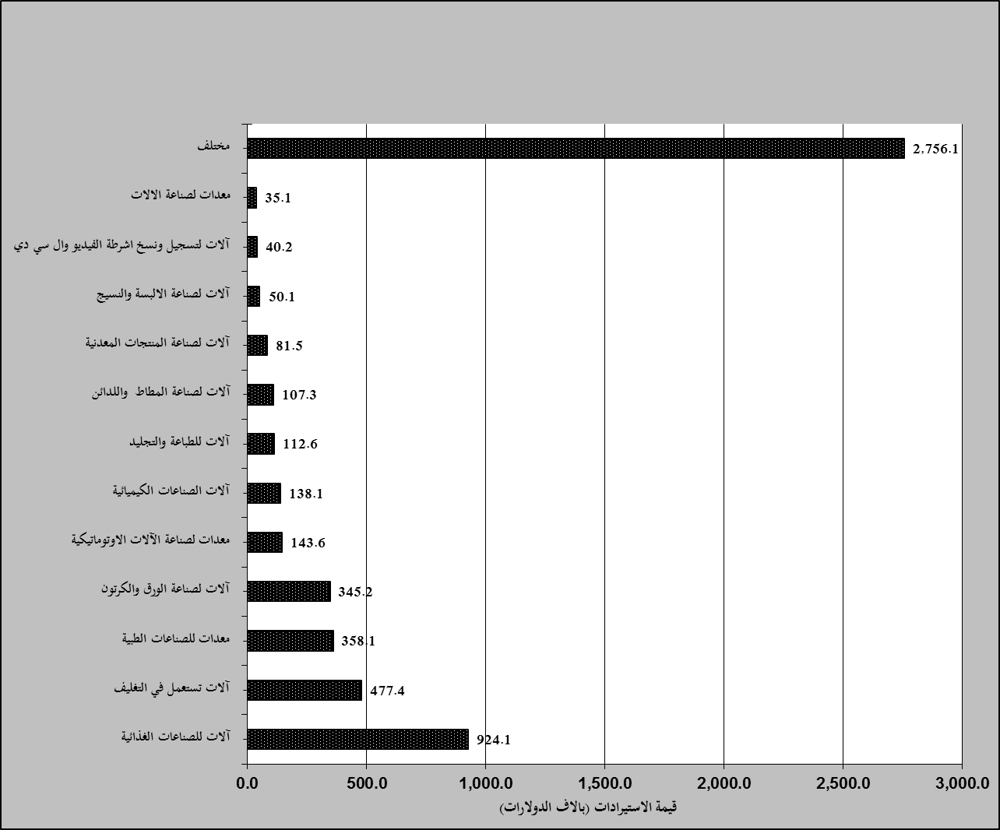 مختلف
2,756.1
معدات لصناعة الالات
35.1
آلات لتسجيل ونسخ اشرطة الفيديو وال سي دي
40.2
آلات لصناعة الالبسة والنسيج
50.1
آلات لصناعة المنتجات المعدنية
81.5
آلات لصناعة المطاط واللدائن
107.3
آلات للطباعة والتجليد
112.6
آلات الصناعات الكيميائية
138.1
معدات لصناعة الآلات الاوتوماتيكية
143.6
آلات لصناعة الورق والكرتون
345.2
معدات للصناعات الطبية
358.1
آلات تستعمل في التغليف
477.4
آلات للصناعات الغذائية
924.1
0.0 500.0 1,000.0 1,500.0 2,000.0 2,500.0 3,000.0
قيمة الاستيرادات (بالاف الدولارات)